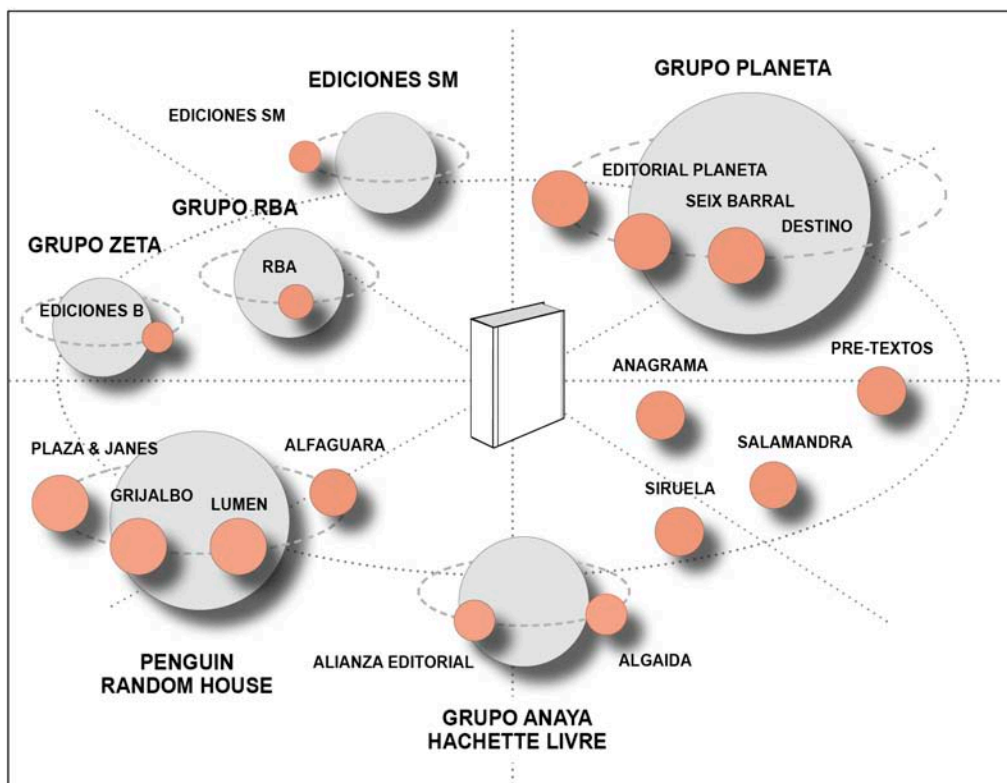 EDICIONES SM
EDICIONES SM
GRUPO PLANETA
EDITORIAL PLANETA
SEIX BARRAL
DESTINO
GRUPO RBA
RBA
GRUPO ZETA
EDICIONES B
ANAGRAMA
PRE-TEXTOS
SALAMANDRA
SIRUELA
PLAZA & JANES
GRIJALBO
LUMEN
ALFAGUARA
PENGUIN
RANDOM HOUSE
ALIANZA EDITORIAL
ALGAIDA
GRUPO ANAYA
HACHETTE LIVRE